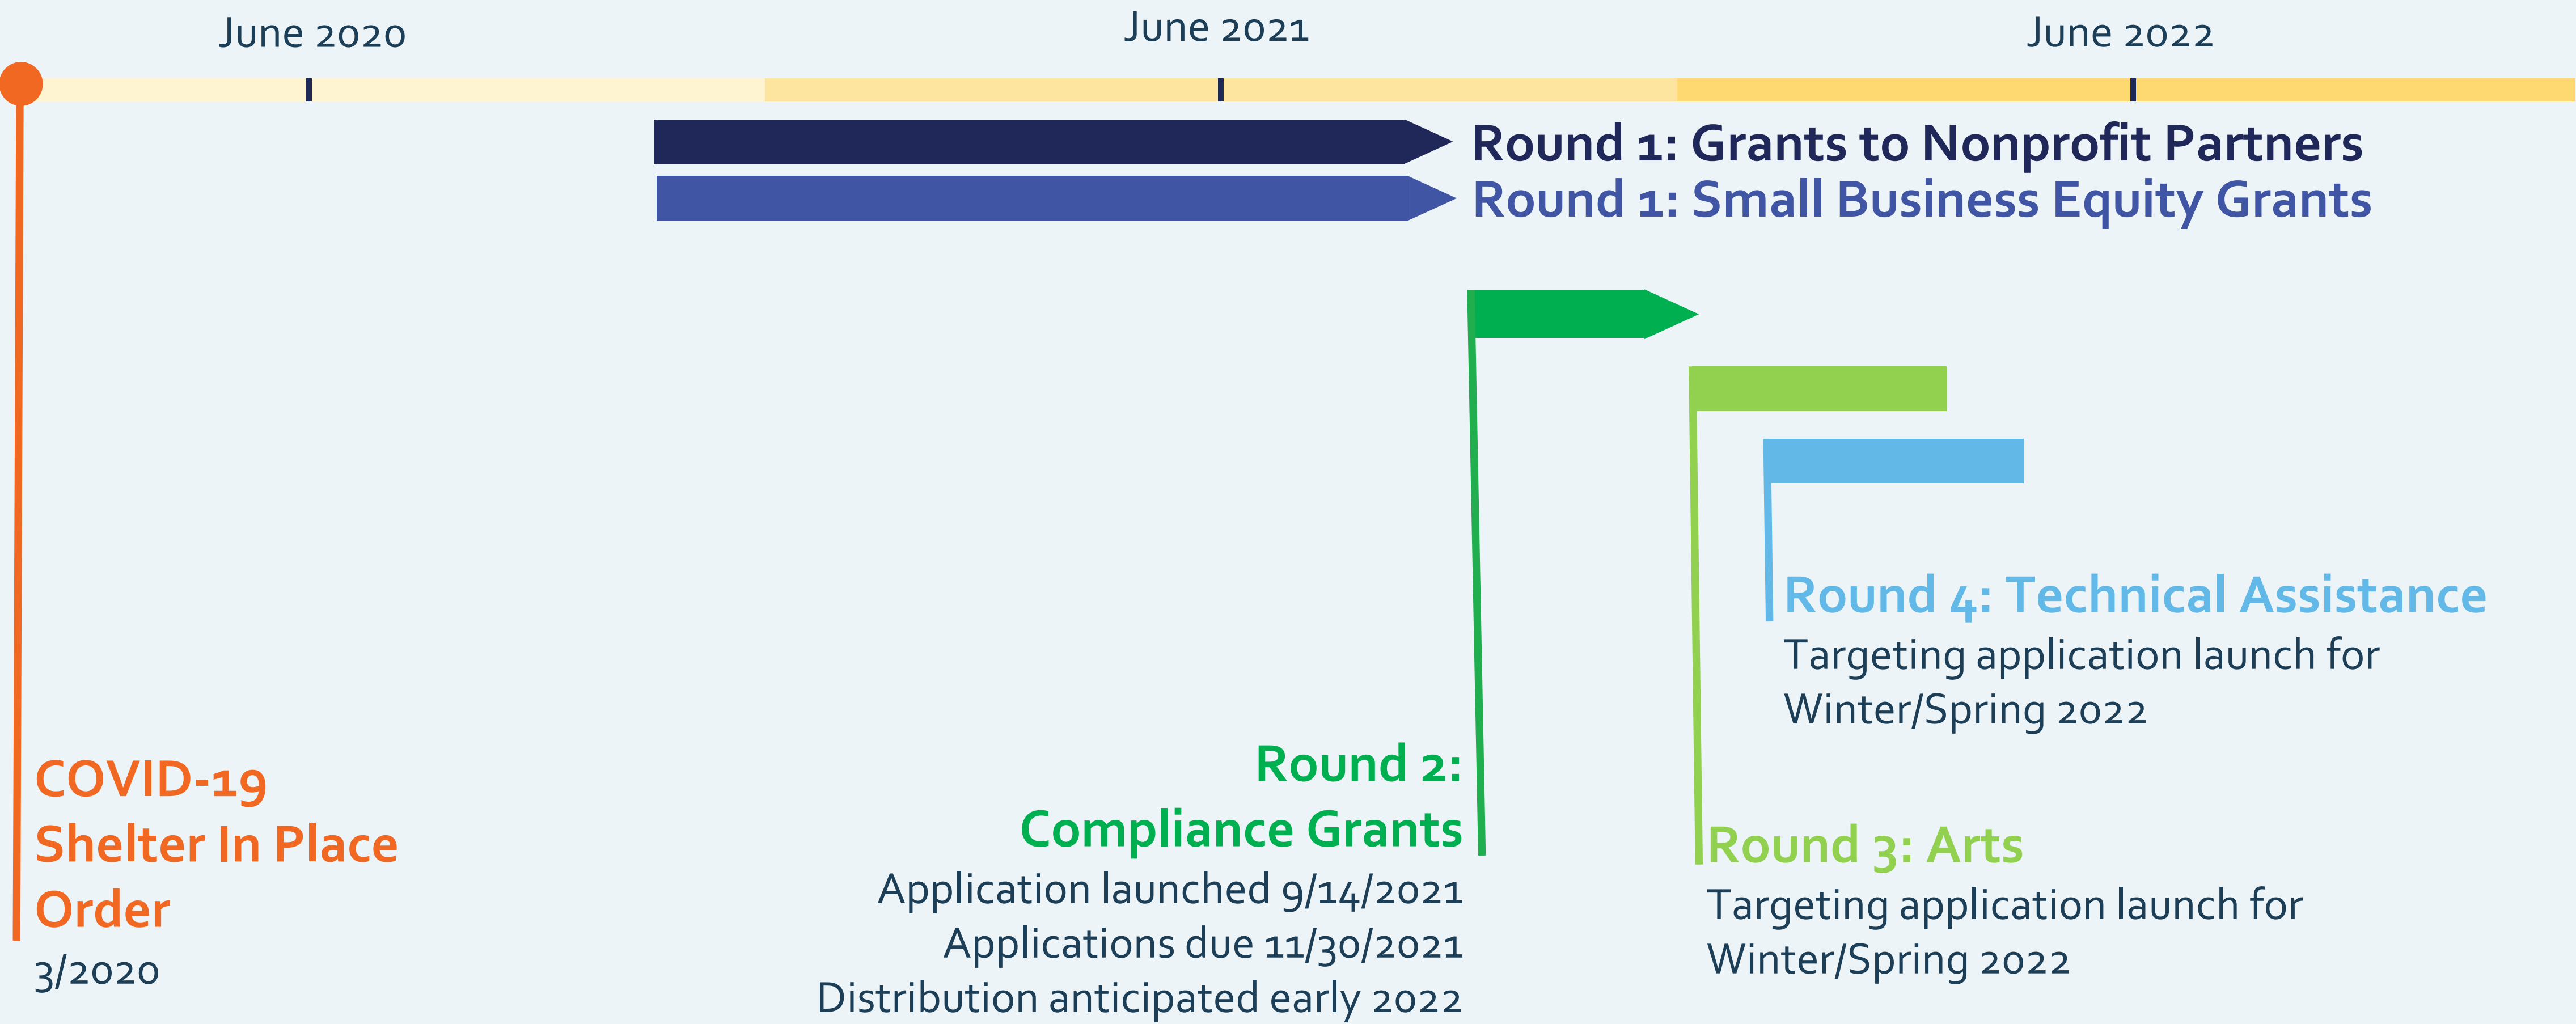 June 2020
June 2021
June 2022
Round 1: Grants to Nonprofit Partners
Round 1: Small Business Equity Grants
Round 4: Technical Assistance
Targeting application launch for
Winter/Spring 2022
COVID-19
Shelter In Place
Order
3/2020
Round 2:
Compliance Grants
Application launched 9/14/2021
Applications due 11/30/2021
Distribution anticipated early 2022
Round 3: Arts
Targeting application launch for
Winter/Spring 2022